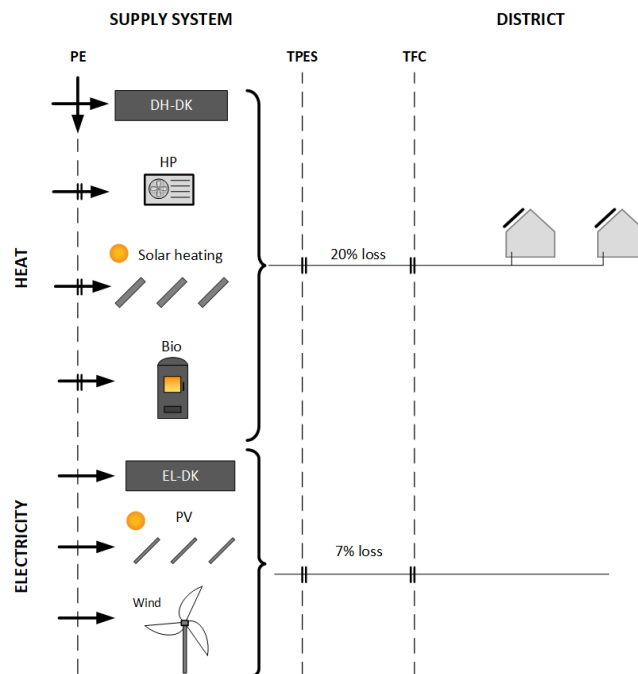 SUPPLY SYSTEM
DISTRICT
PE
TPES
TFC
DH-DK
HP
HEAT
Solar heating
20% loss
Bio
EL-DK
ELECTRICITY
PV
7% loss
Wind